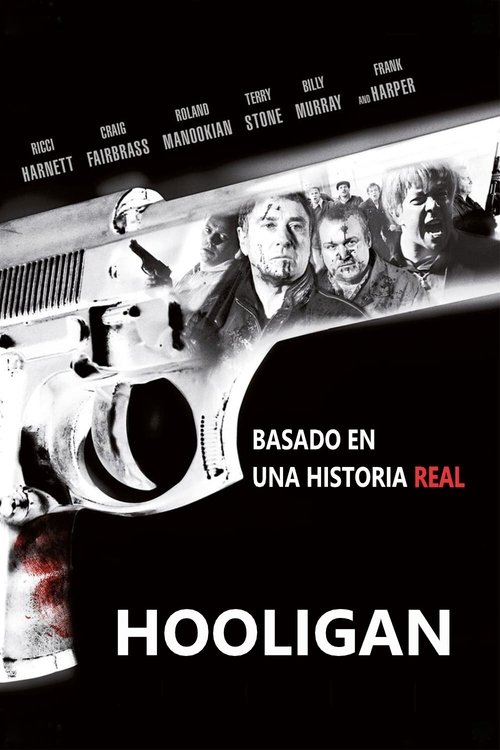 RICCI HARNETT
CRAIG FAIRBRASS
ROLAND MANOOKIAN
TERRY STONE
BILLY MURRAY
FRANK AND HARPER
BASADO EN
UNA HISTORIA REAL
HOOLIGAN